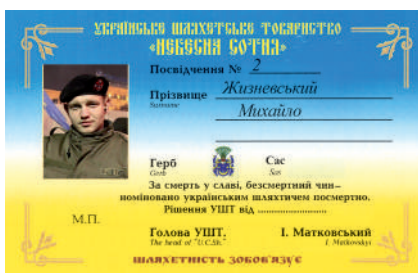 УКРАЇНСЬКЕ ШЛЯХЕТСЬКЕ ТОВАРИСТВО
«НЕБЕСНА СОТНЯ»
Посвідчення № 2
Прізвище Жизневський
Surname
Михайло
Герб Сас
Gerb Sas
За смерть у славі, безсмертний чин–
номіновано українським шляхтичем посмертно.
Рішення УШТ від ....................
М.П.
Голова УШТ. І. Матковський
The head of "U.C.Sh." I. Matkovskyi
ШЛЯХЕТНІСТЬ ЗОБОВ'ЯЗУЄ